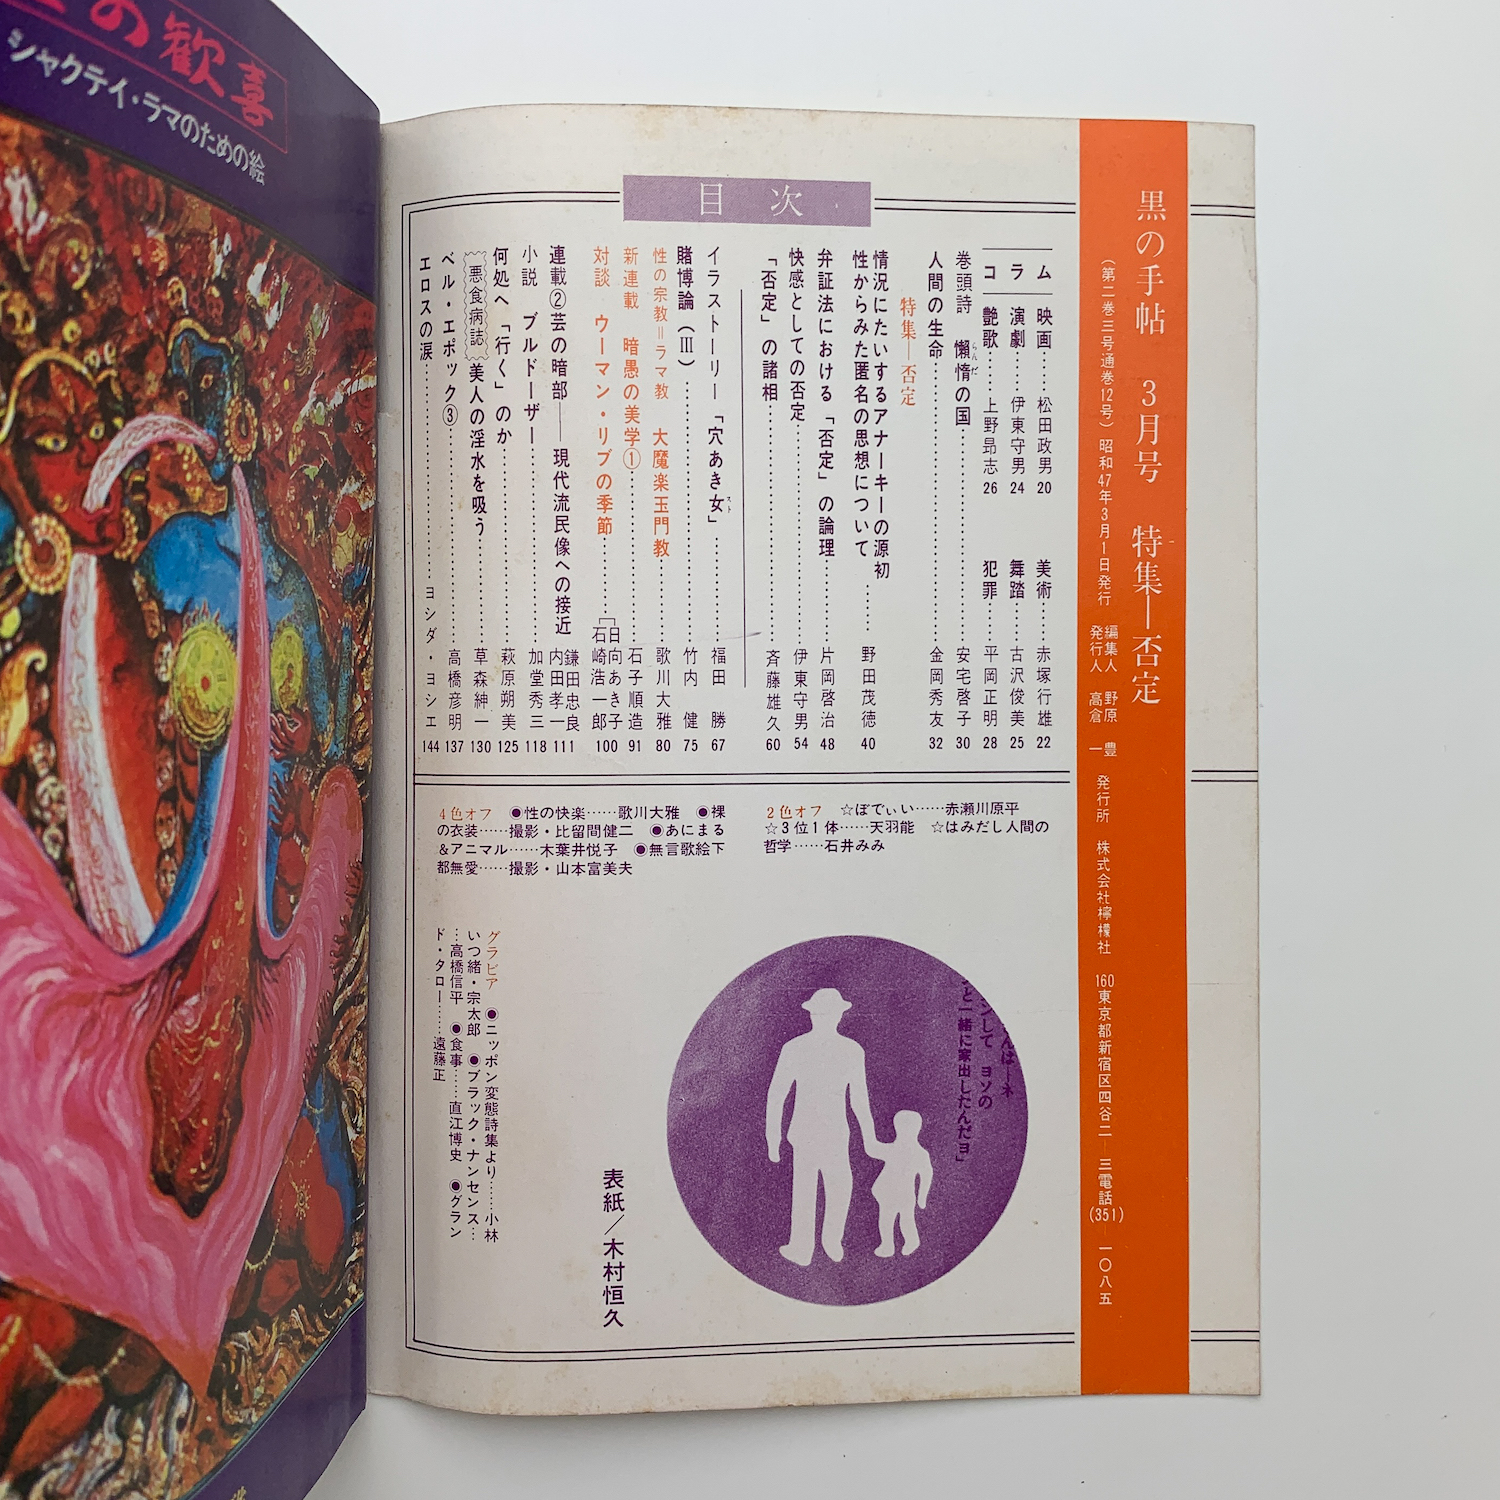 の歓喜
シャクティ・ラマのための絵
黒の手帖　3月号　特集―否定
(第二巻三号通巻12号) 昭和47年3月1日発行　編集人　野原　豊　発行人　高倉　一　発行所　株式会社檸檬社　160東京都新宿区四谷二―三電話(351)―一〇八五
目次
コラム
映画……松田政男 20
美術……赤塚行雄 22
演劇……伊東守男 24
舞踏……古沢俊美 25
艶歌……上野昻志 26
犯罪……平岡正明 28
巻頭詩　懶惰の国……安宅啓子 30
らんだ
人間の生命……金岡秀友 32
特集―否定
情況にたいするアナーキーの源初
性からみた匿名の思想について……野田茂徳 40
弁証法における「否定」の論理……片岡啓治 48
快感としての否定……伊東守男 54
「否定」の諸相……斉藤雄久 60
イラストーリー「穴あき女」……福田　勝 67
スト
賭博論(Ⅲ)……竹内　健 75
性の宗教=ラマ教　大魔楽玉門教……歌川大雅 80
新連載　暗愚の美学①……石子順造 91
対談　ウーマン・リブの季節……日向あき子
石崎浩一郎 100
連載②芸の暗部――現代流民像への接近　鎌田忠良
内田孝一 111
小説　ブルドーザー……加堂秀三 118
何処へ「行く」のか……萩原朔美 125
悪食病誌　美人の淫水を吸う……草森紳一 130
ベル・エポック③……高橋彦明 137
エロスの涙……ヨシダ・ヨシエ 144
2色オフ　☆ぼでぃい……赤瀬川原平
☆3位1体……天羽能　☆はみだし人間の
哲学……石井みみ
4色オフ　◉性の快楽……歌川大雅　◉裸
の衣装……撮影・比留間健二　◉あにまる
&アニマル……木葉井悦子　◉無言歌絵下
都無愛……撮影・山本富美夫
んは―ネ
ンして　ヨソの
と一緒に家出したんだヨ」
表紙／木村恒久
グラビア　◉ニッポン変態詩集より……小林
いつ緒・宗太郎　◉ブラック・ナンセンス…
…高橋信平　◉食事……直江博史　◉グラン
ド・タロー……遠藤正